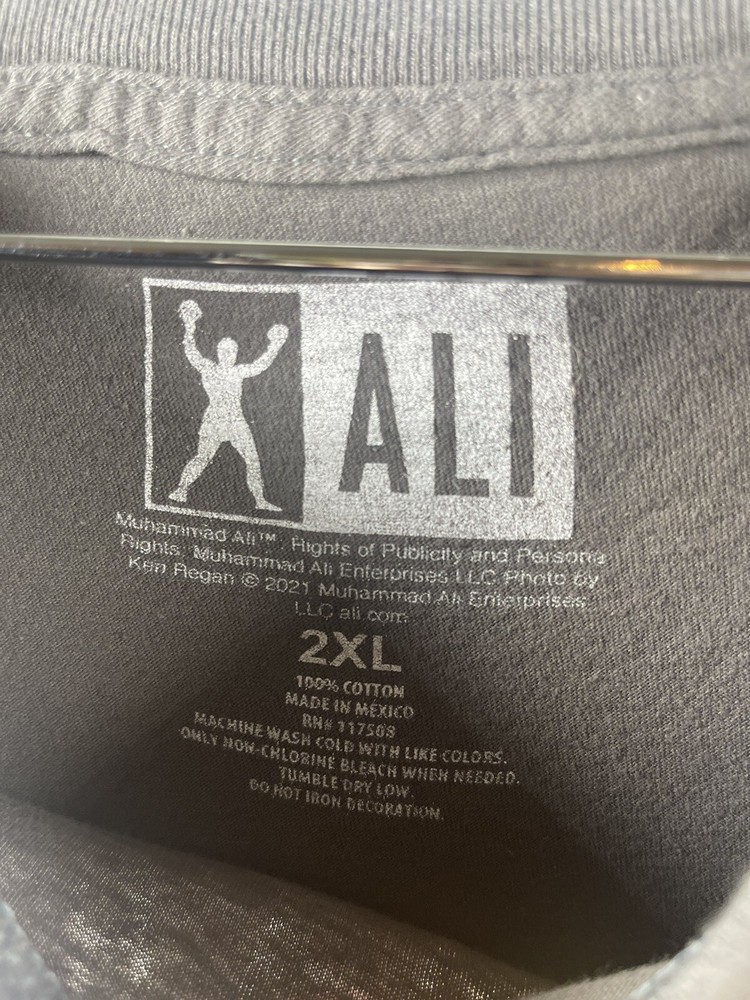 ALI
Muhammad Ali™. Rights of Publicity and Persona
Rights: Muhammad Ali Enterprises LLC Photo by
Ken Regan © 2021 Muhammad Ali Enterprises
LLC ali.com
2XL
100% COTTON
MADE IN MEXICO
RN# 117508
MACHINE WASH COLD WITH LIKE COLORS.
ONLY NON-CHLORINE BLEACH WHEN NEEDED.
TUMBLE DRY LOW.
DO NOT IRON DECORATION.